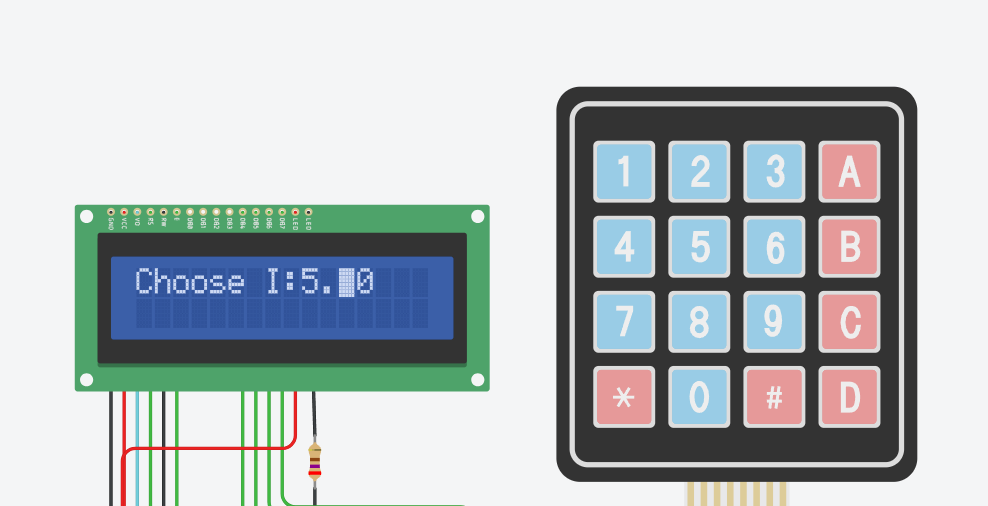 GND VCC VO RS RW E DB0 DB1 DB2 DB3 DB4 DB5 DB6 DB7 LED LED
Choose I:5. 0
1 2 3 A
4 5 6 B
7 8 9 C
* 0 # D